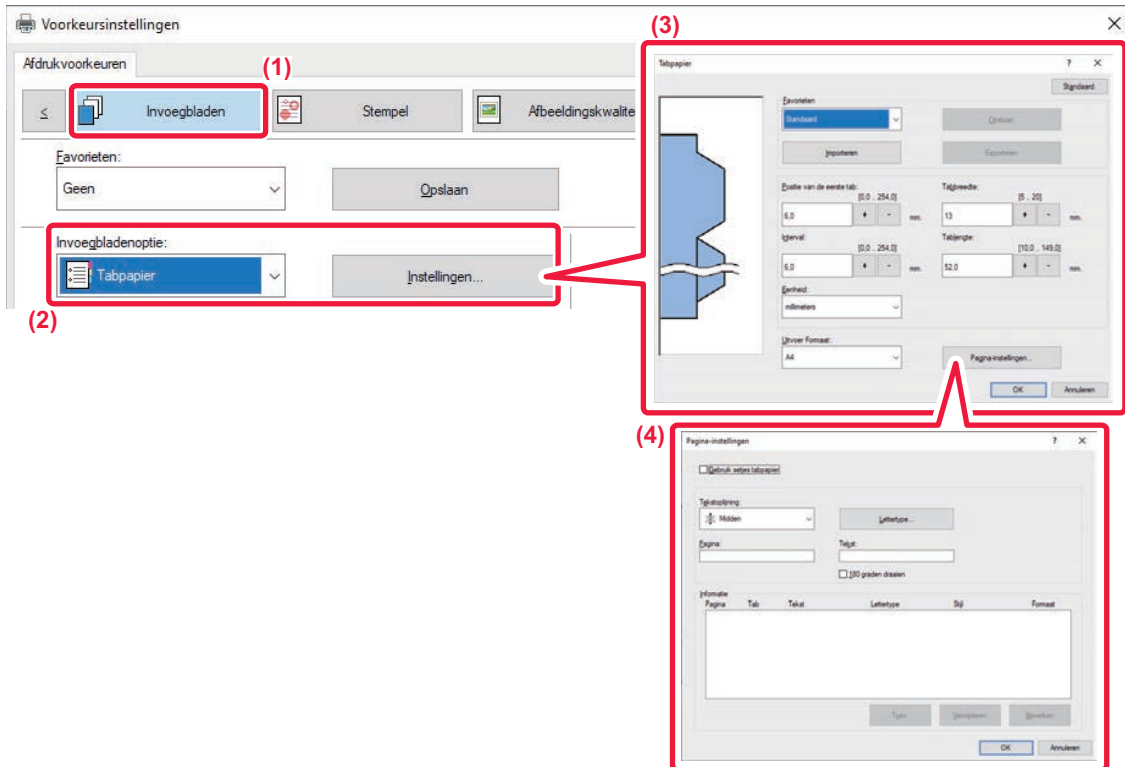 Voorkeursinstellingen
Afdrukvoorkeuren
(1)
<
Invoegbladen
Stempel
Afbeeldingskwalite
Favorieten:
Geen
Opslaan
Invoegbladenoptie:
Tabpapier
Instellingen...
(2)
(3)
Tabpapier
? ×
Standaard
Favorieten
Standaard
Opslaan
Importeren
Exporteren
Positie van de eerste tab:
[0,0 .. 254,0]
6,0
+ -
mm.
Tabbreedte:
[5 .. 20]
13
+ -
mm.
Interval:
[0,0 .. 254,0]
6,0
+ -
mm.
Tablengte:
[10,0 .. 149,0]
52,0
+ -
mm.
Eenheid:
millimeters
Uitvoer Formaat:
A4
Pagina-instellingen...
OK
Annuleren
(4)
Pagina-instellingen
? ×
Gebruik setjes tabpapier
Tekstoplijning:
Midden
Lettertype...
Pagina:
Tekst:
180 graden draaien
Informatie
Pagina Tab Tekst Lettertype Stijl Formaat
Verwijderen
Bewerken
OK
Annuleren